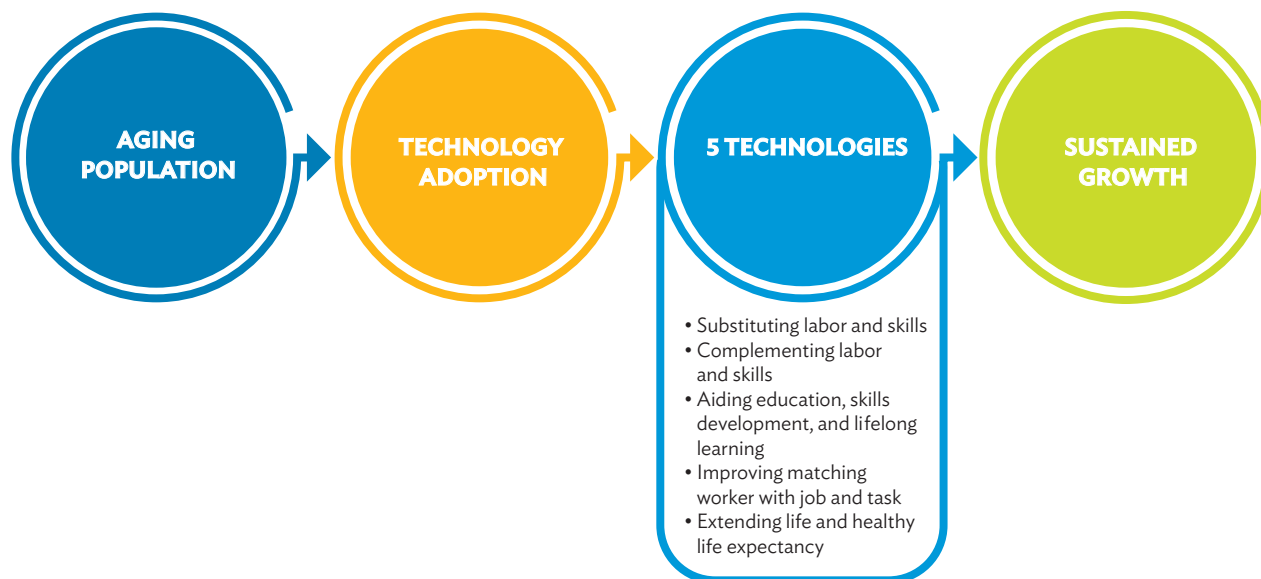 AGING
POPULATION
TECHNOLOGY
ADOPTION
5 TECHNOLOGIES
SUSTAINED
GROWTH
• Substituting labor and skills
• Complementing labor
and skills
• Aiding education, skills
development, and lifelong
learning
• Improving matching
worker with job and task
• Extending life and healthy
life expectancy